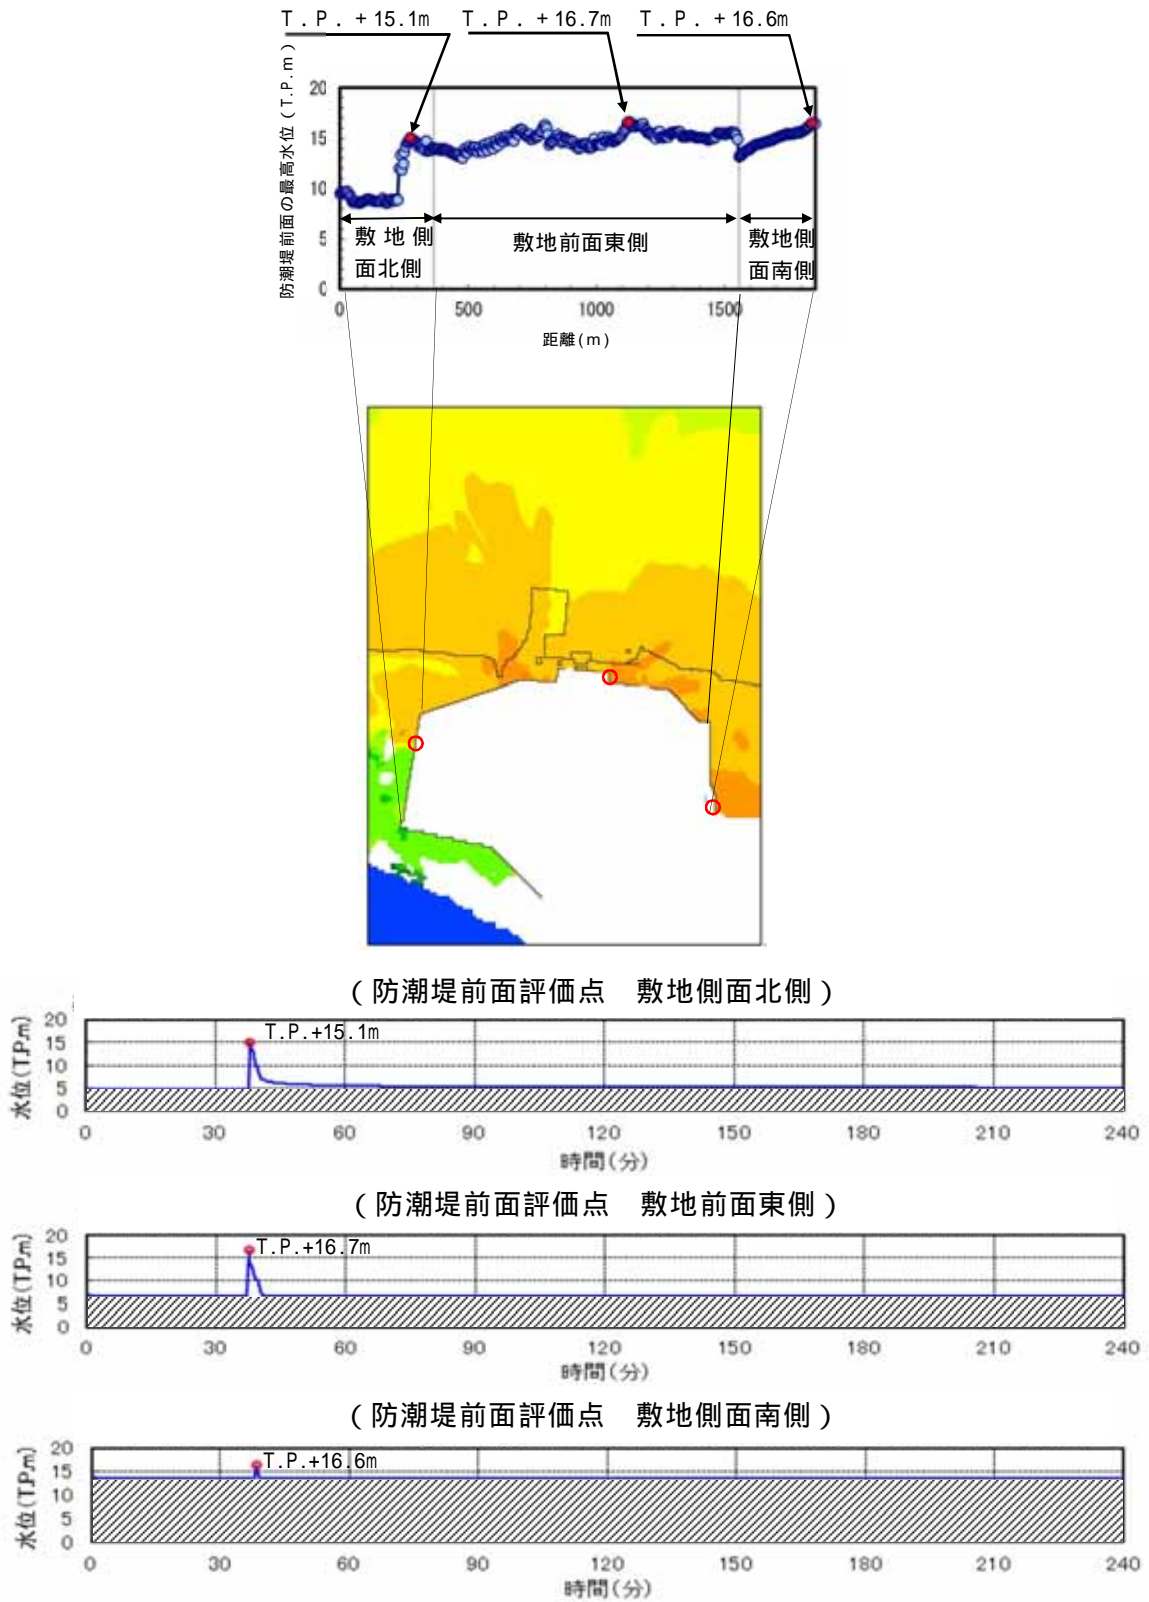 T.P.+15.1m T.P.+16.7m T.P.+16.6m
防潮堤前面の最高水位(T.P.m)
20
15
10
5
0
敷地側面北側
敷地前面東側
敷地側面南側
0 500 1000 1500
距離(m)
(防潮堤前面評価点 敷地側面北側)
水位(T.P.m)
20
15
10
5
0
T.P.+15.1m
0 30 60 90 120 150 180 210 240
時間(分)
(防潮堤前面評価点 敷地前面東側)
水位(T.P.m)
20
15
10
5
0
T.P.+16.7m
0 30 60 90 120 150 180 210 240
時間(分)
(防潮堤前面評価点 敷地側面南側)
水位(T.P.m)
20
15
10
5
0
T.P.+16.6m
0 30 60 90 120 150 180 210 240
時間(分)